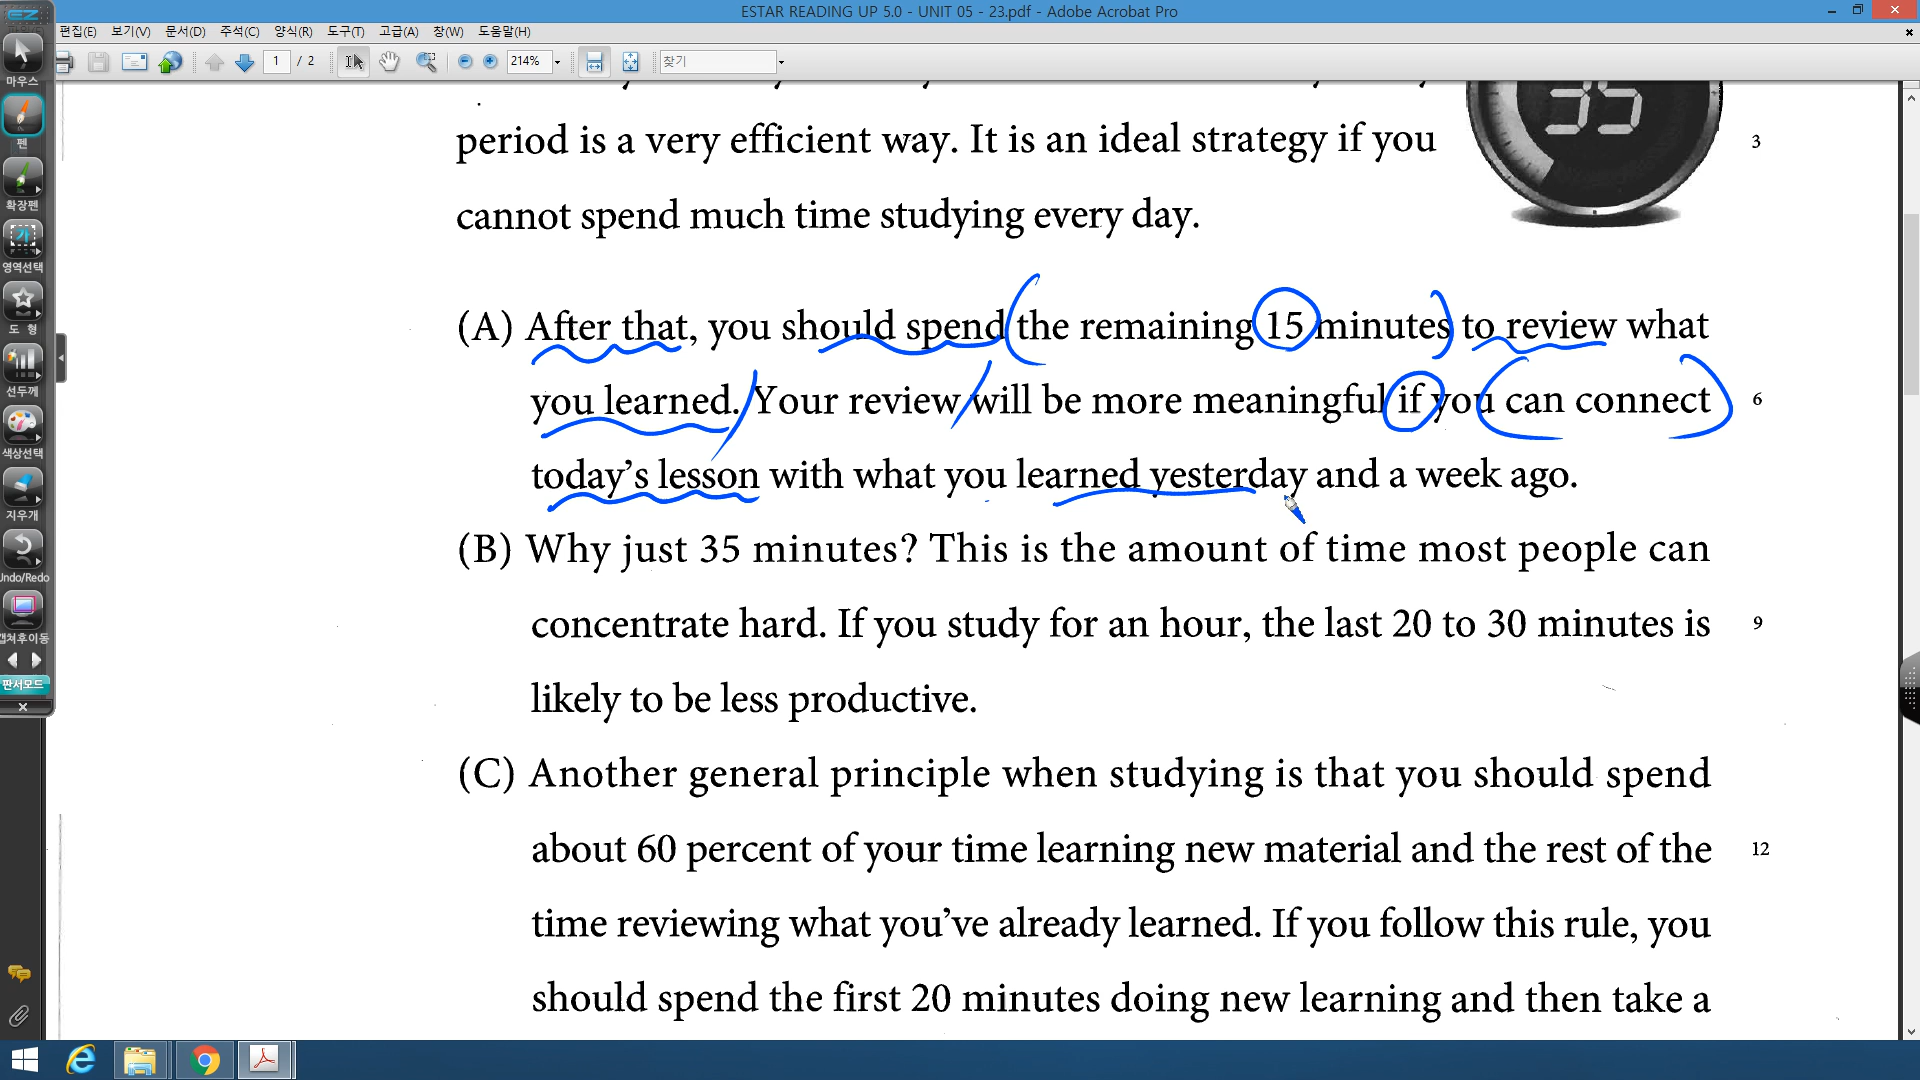 EZ
ESTAR READING UP 5.0 - UNIT 05 - 23.pdf - Adobe Acrobat Pro
편집(E) 보기(V) 문서(D) 주석(C) 양식(R) 도구(T) 고급(A) 창(W) 도움말(H)
1 / 2 214% 찾기
마우스
펜
확장펜
영역선택
도 형
선두께
색상선택
지우개
Undo/Redo
캡쳐후이동
판서모드
35
period is a very efficient way. It is an ideal strategy if you 3
cannot spend much time studying every day.
(A) After that, you should spend the remaining 15 minutes to review what
you learned. Your review will be more meaningful if you can connect 6
today’s lesson with what you learned yesterday and a week ago.
(B) Why just 35 minutes? This is the amount of time most people can
concentrate hard. If you study for an hour, the last 20 to 30 minutes is 9
likely to be less productive.
(C) Another general principle when studying is that you should spend
about 60 percent of your time learning new material and the rest of the 12
time reviewing what you’ve already learned. If you follow this rule, you
should spend the first 20 minutes doing new learning and then take a